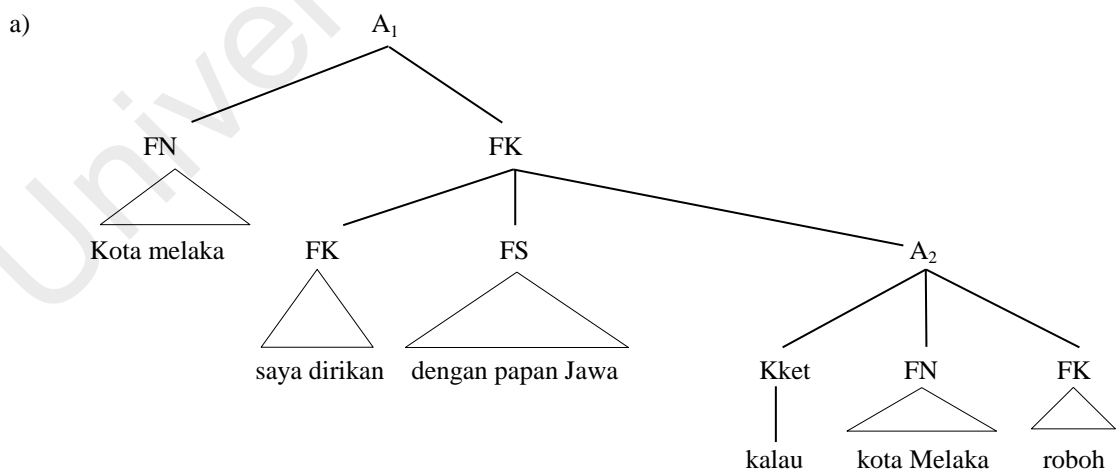 a)
A₁
FN FK
Kota melaka FK FS A₂
saya dirikan dengan papan Jawa Kket FN FK
kalau kota Melaka roboh
Univer